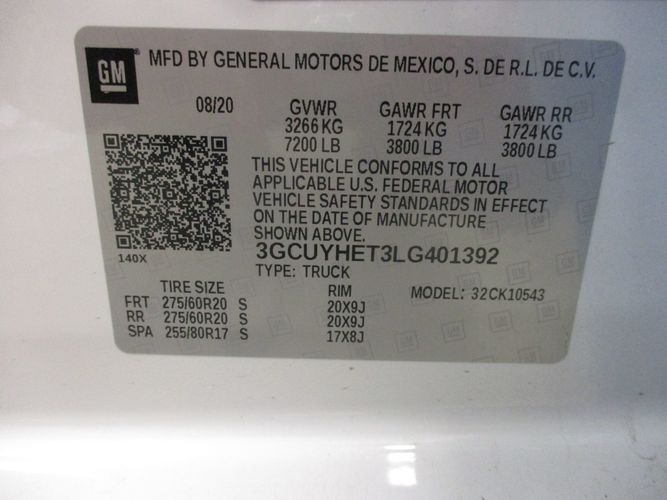 GM
MFD BY GENERAL MOTORS DE MEXICO, S. DE R.L. DE C.V.
08/20 GVWR GAWR FRT GAWR RR
3266 KG 1724 KG 1724 KG
7200 LB 3800 LB 3800 LB
THIS VEHICLE CONFORMS TO ALL
APPLICABLE U.S. FEDERAL MOTOR
VEHICLE SAFETY STANDARDS IN EFFECT
ON THE DATE OF MANUFACTURE
SHOWN ABOVE.
140X 3GCUYHET3LG401392
TYPE: TRUCK
TIRE SIZE RIM MODEL: 32CK10543
FRT 275/60R20 S 20X9J
RR 275/60R20 S 20X9J
SPA 255/80R17 S 17X8J